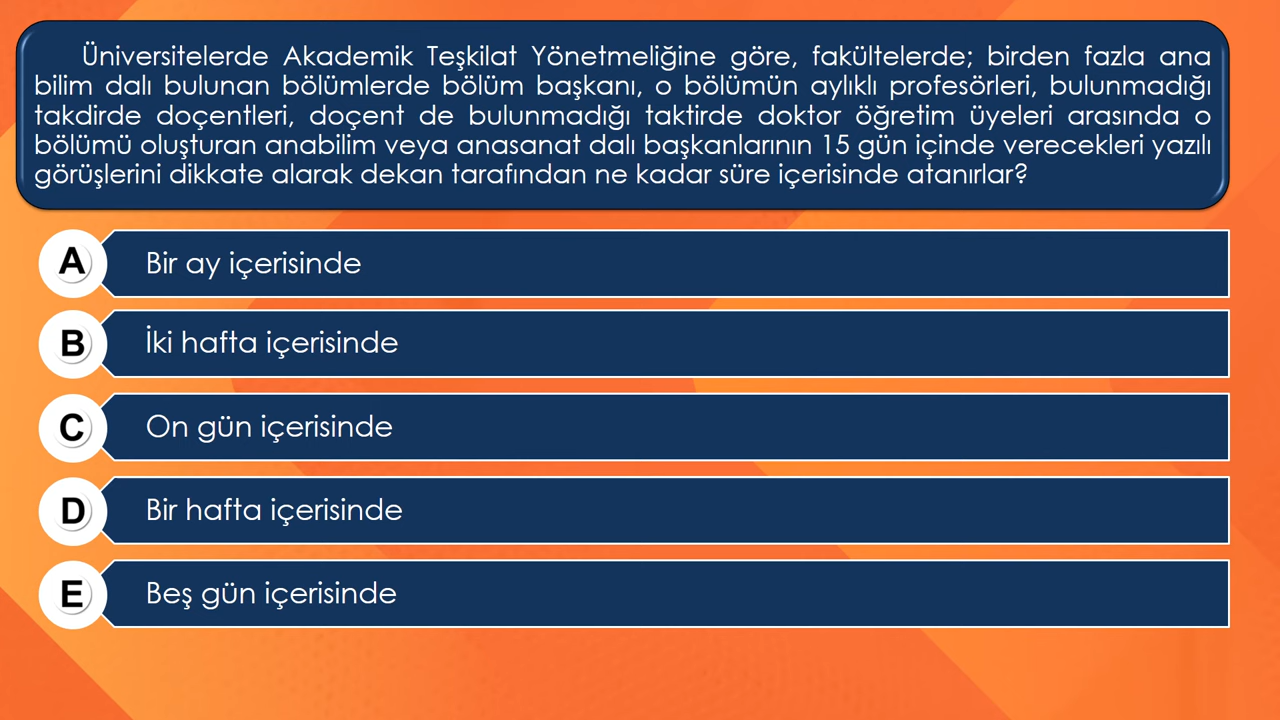 Üniversitelerde Akademik Teşkilat Yönetmeliğine göre, fakültelerde; birden fazla ana
bilim dalı bulunan bölümlerde bölüm başkanı, o bölümün aylıklı profesörleri, bulunmadığı
takdirde doçentleri, doçent de bulunmadığı taktirde doktor öğretim üyeleri arasında o
bölümü oluşturan anabilim veya anasanat dalı başkanlarının 15 gün içinde verecekleri yazılı
görüşlerini dikkate alarak dekan tarafından ne kadar süre içerisinde atanırlar?
A Bir ay içerisinde
B İki hafta içerisinde
C On gün içerisinde
D Bir hafta içerisinde
E Beş gün içerisinde